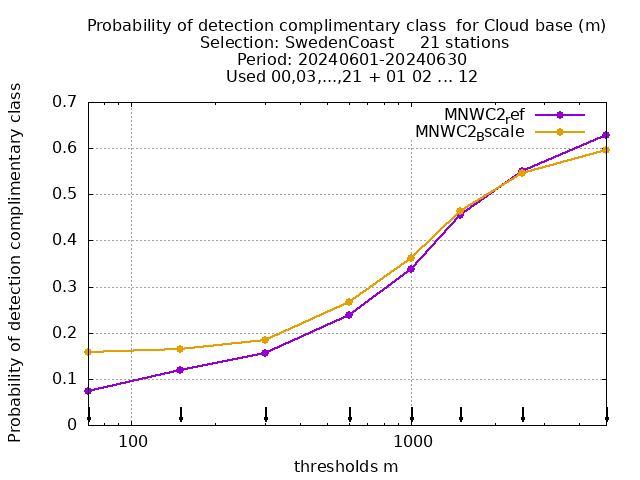 Probability of detection complimentary class  for Cloud base (m)
Selection: SwedenCoast     21 stations
Period: 20240601-20240630
Used 00,03,...,21 + 01 02 ... 12
Probability of detection complimentary class
0.7
0.6
0.5
0.4
0.3
0.2
0.1
0
MNWC2ref
MNWC2Bscale
100
1000
thresholds m